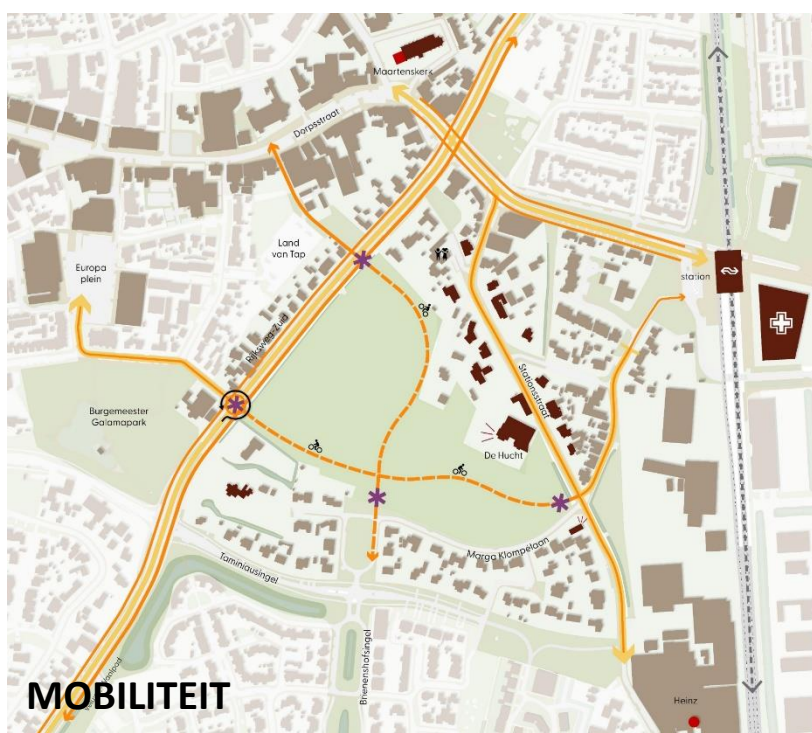 Maartenskerk
Dorpsstraat
Land
van Tap
Europa
plein
station
Rijksweg-Zuid
Stationsstraat
Burgemeester
Galamapark
De Hucht
Marga Klompelaan
Taminiausingel
Brienenshofsingel
MOBILITEIT
Heinz